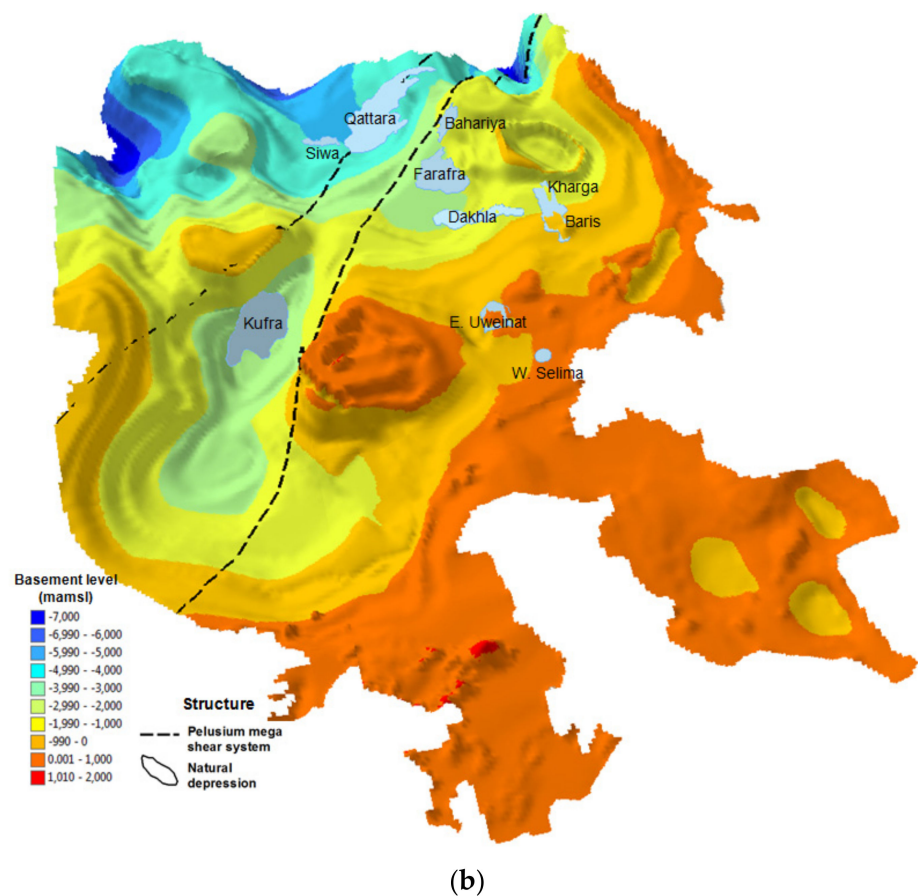 Qattara
Bahariya
Siwa
Farafra
Kharga
Dakhla
Baris
Kufra
E. Uweinat
W. Selima
Basement level
(mamsl)
-7,000
-6,990 - -6,000
-5,990 - -5,000
-4,990 - -4,000
-3,990 - -3,000
-2,990 - -2,000
-1,990 - -1,000
-990 - 0
0.001 - 1,000
1,010 - 2,000
Structure
Pelusium mega
shear system
Natural
depression
(b)